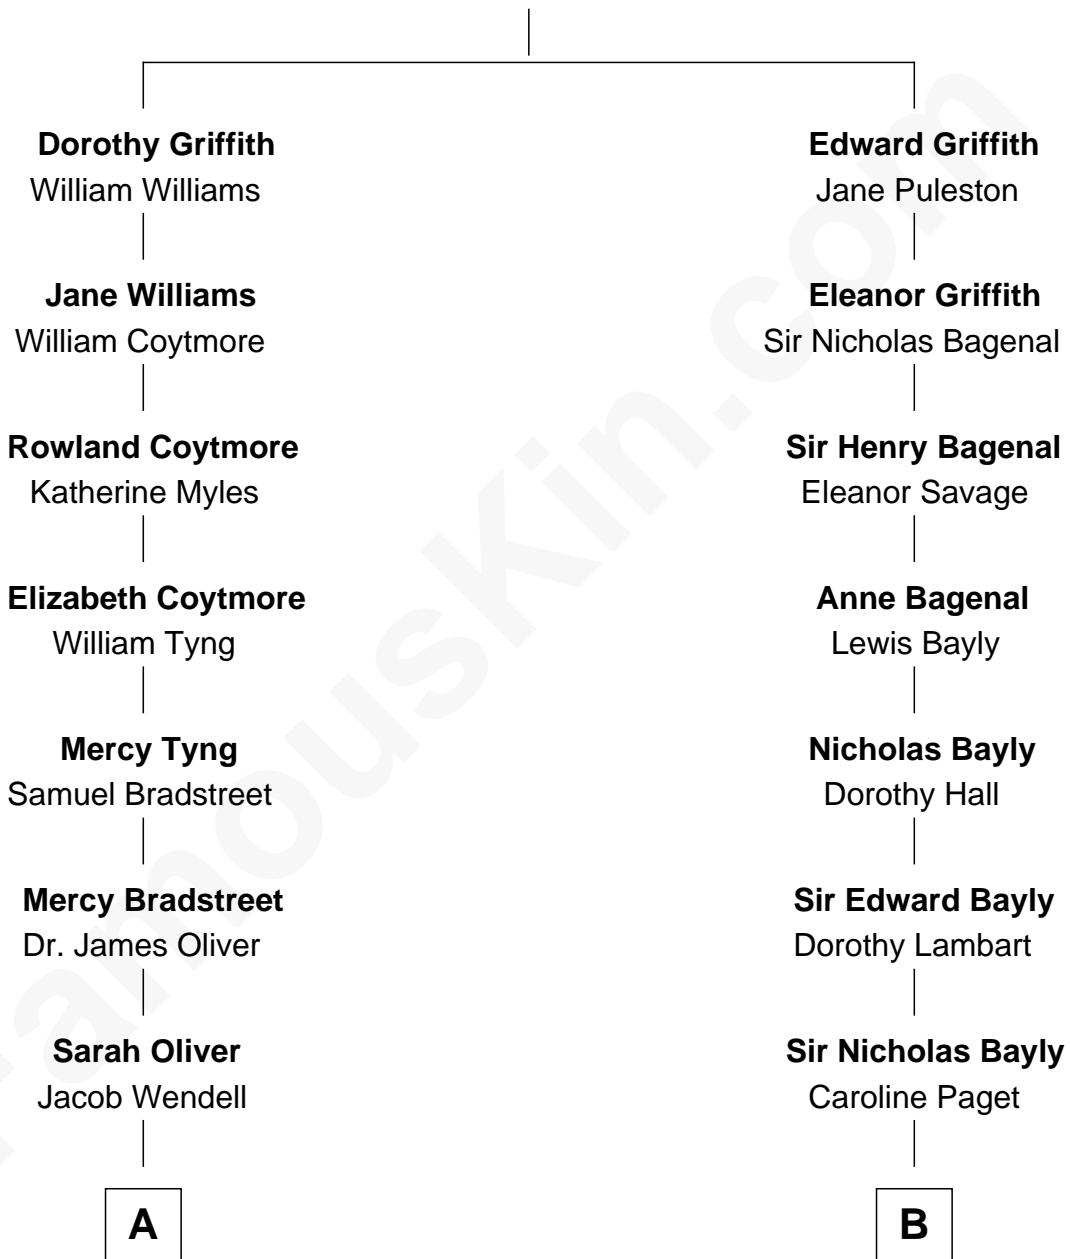 Dorothy Griffith
William Williams
Jane Williams
William Coytmore
Rowland Coytmore
Katherine Myles
Elizabeth Coytmore
William Tyng
Mercy Tyng
Samuel Bradstreet
Mercy Bradstreet
Dr. James Oliver
Sarah Oliver
Jacob Wendell
A
Edward Griffith
Jane Puleston
Eleanor Griffith
Sir Nicholas Bagenal
Sir Henry Bagenal
Eleanor Savage
Anne Bagenal
Lewis Bayly
Nicholas Bayly
Dorothy Hall
Sir Edward Bayly
Dorothy Lambart
Sir Nicholas Bayly
Caroline Paget
B
FamousKin.com